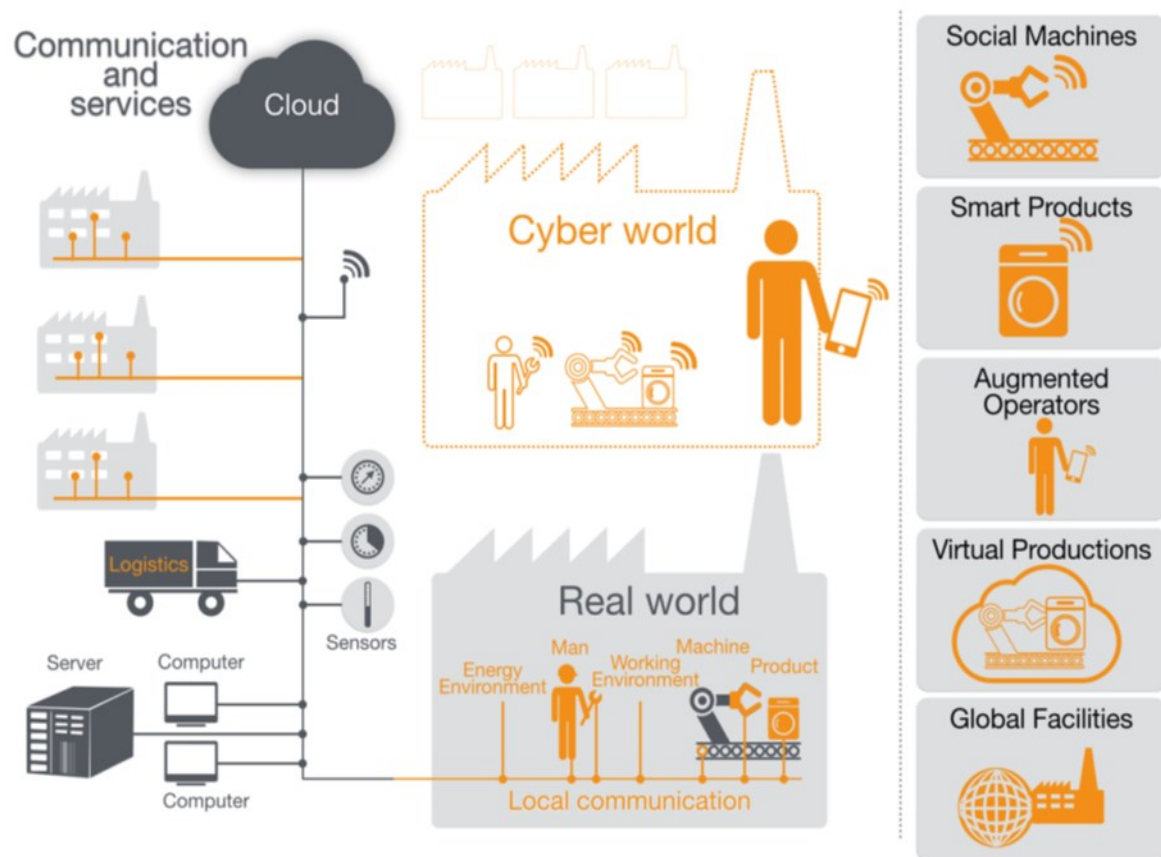 Communication
and
services
Cloud
Cyber world
Logistics
Sensors
Server
Computer
Computer
Real world
Energy
Environment
Man
Working
Environment
Machine
Product
Local communication
Social Machines
Smart Products
Augmented
Operators
Virtual Productions
Global Facilities